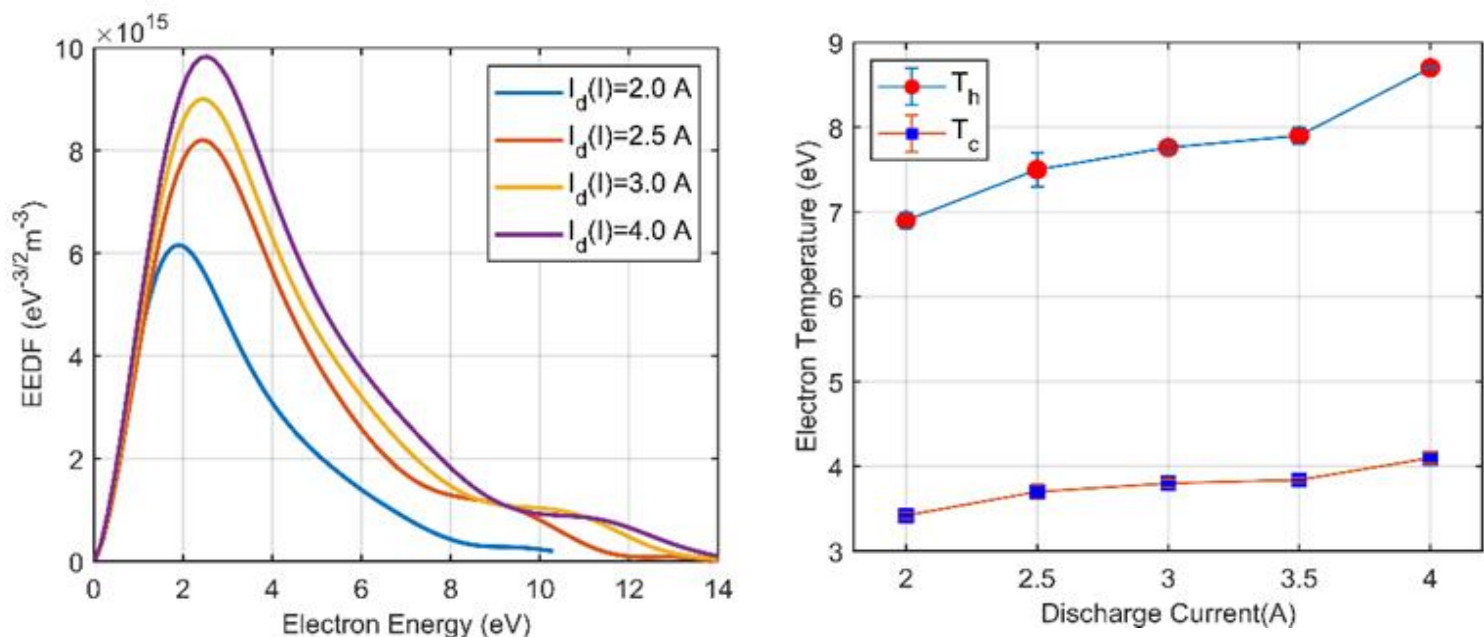 × 10^15
10
8
6
4
2
0
EEDF (eV^-3/2 m^-3)
0 2 4 6 8 10 12 14
Electron Energy (eV)
I_d(I)=2.0 A
I_d(I)=2.5 A
I_d(I)=3.0 A
I_d(I)=4.0 A
9
8
7
6
5
4
3
Electron Temperature (eV)
2 2.5 3 3.5 4
Discharge Current(A)
T_h
T_c